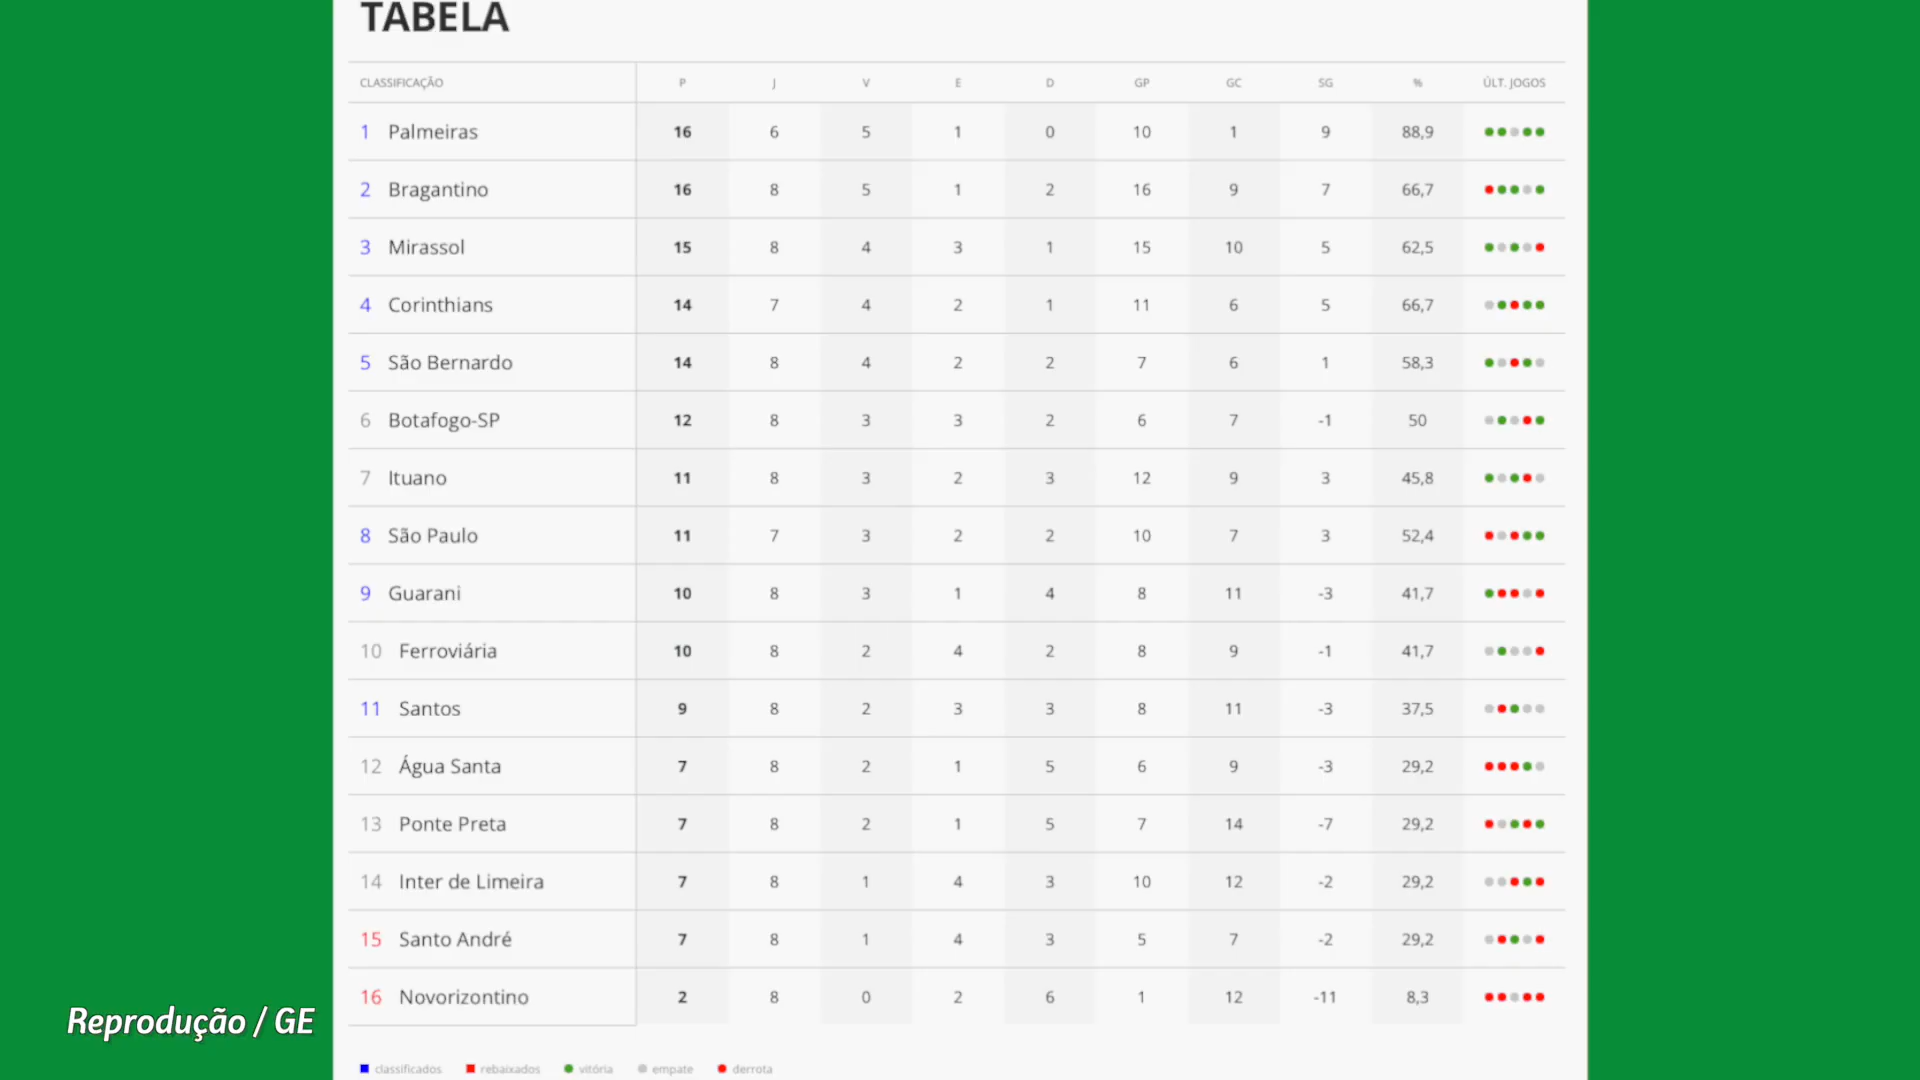 TABELA
CLASSIFICAÇÃO P J V E D GP GC SG % ÚLT. JOGOS
1 Palmeiras 16 6 5 1 0 10 1 9 88,9
2 Bragantino 16 8 5 1 2 16 9 7 66,7
3 Mirassol 15 8 4 3 1 15 10 5 62,5
4 Corinthians 14 7 4 2 1 11 6 5 66,7
5 São Bernardo 14 8 4 2 2 7 6 1 58,3
6 Botafogo-SP 12 8 3 3 2 6 7 -1 50
7 Ituano 11 8 3 2 3 12 9 3 45,8
8 São Paulo 11 7 3 2 2 10 7 3 52,4
9 Guarani 10 8 3 1 4 8 11 -3 41,7
10 Ferroviária 10 8 2 4 2 8 9 -1 41,7
11 Santos 9 8 2 3 3 8 11 -3 37,5
12 Água Santa 7 8 2 1 5 6 9 -3 29,2
13 Ponte Preta 7 8 2 1 5 7 14 -7 29,2
14 Inter de Limeira 7 8 1 4 3 10 12 -2 29,2
15 Santo André 7 8 1 4 3 5 7 -2 29,2
16 Novorizontino 2 8 0 2 6 1 12 -11 8,3
Reprodução / GE
classificados rebaixados vitória empate derrota